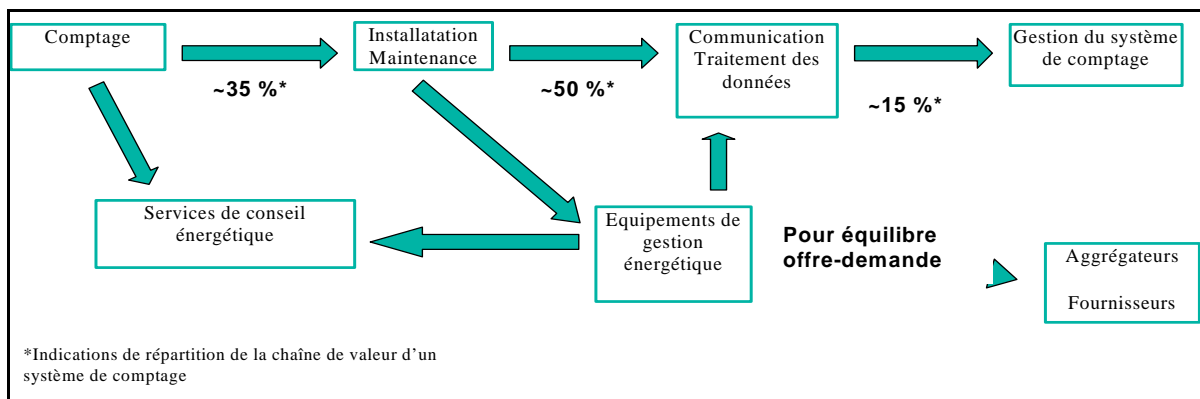 Comptage
Installatation
Maintenance
Communication
Traitement des
données
Gestion du système
de comptage
~35 %*
~50 %*
~15 %*
Services de conseil
énergétique
Equipements de
gestion
énergétique
Pour équilibre
offre-demande
Aggrégateurs
Fournisseurs
*Indications de répartition de la chaîne de valeur d'un
système de comptage